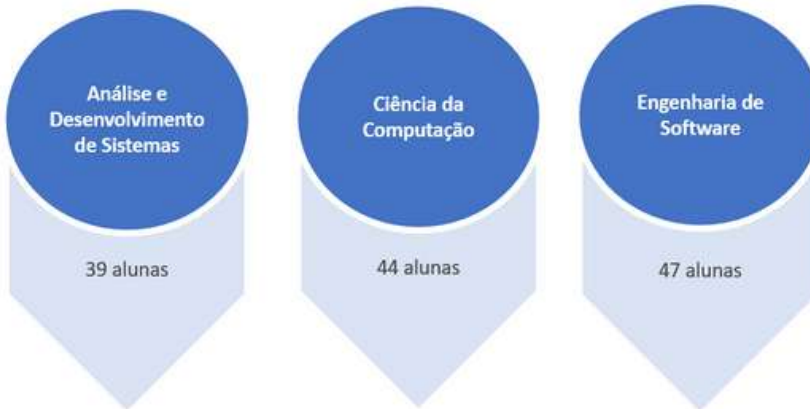 Análise e
Desenvolvimento
de Sistemas
39 alunas
Ciência da
Computação
44 alunas
Engenharia de
Software
47 alunas